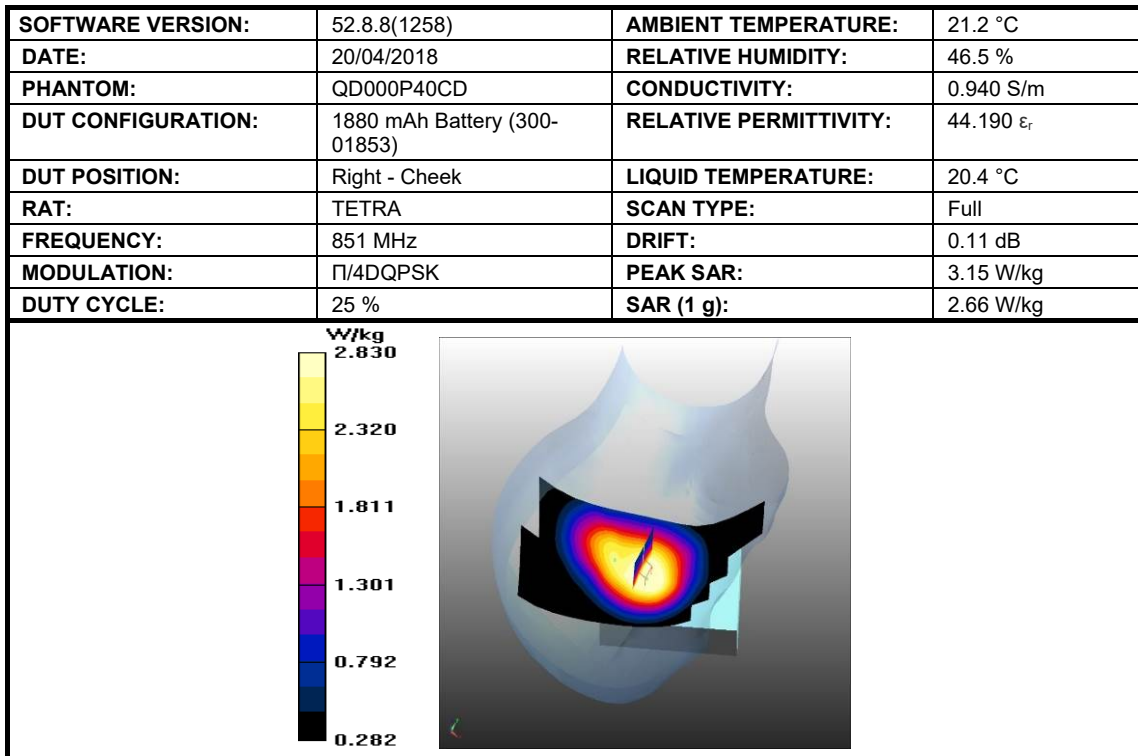 SOFTWARE VERSION: 52.8.8(1258) AMBIENT TEMPERATURE: 21.2 °C
DATE: 20/04/2018 RELATIVE HUMIDITY: 46.5 %
PHANTOM: QD000P40CD CONDUCTIVITY: 0.940 S/m
DUT CONFIGURATION: 1880 mAh Battery (300- RELATIVE PERMITTIVITY: 44.190 εr
01853)
DUT POSITION: Right - Cheek LIQUID TEMPERATURE: 20.4 °C
RAT: TETRA SCAN TYPE: Full
FREQUENCY: 851 MHz DRIFT: 0.11 dB
MODULATION: Π/4DQPSK PEAK SAR: 3.15 W/kg
DUTY CYCLE: 25 % SAR (1 g): 2.66 W/kg
W/kg
2.830
2.320
1.811
1.301
0.792
0.282